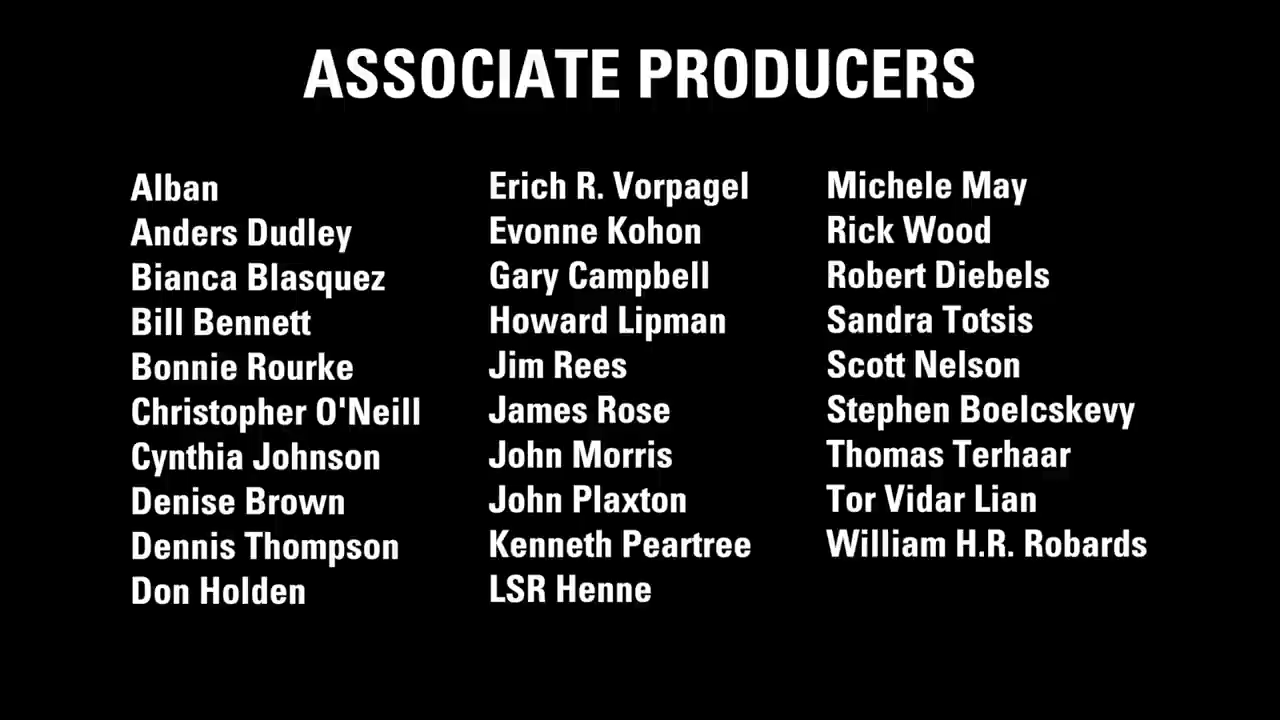 ASSOCIATE PRODUCERS
Alban
Anders Dudley
Bianca Blasquez
Bill Bennett
Bonnie Rourke
Christopher O'Neill
Cynthia Johnson
Denise Brown
Dennis Thompson
Don Holden
Erich R. Vorpagel
Evonne Kohon
Gary Campbell
Howard Lipman
Jim Rees
James Rose
John Morris
John Plaxton
Kenneth Peartree
LSR Henne
Michele May
Rick Wood
Robert Diebels
Sandra Totsis
Scott Nelson
Stephen Boelcskevy
Thomas Terhaar
Tor Vidar Lian
William H.R. Robards